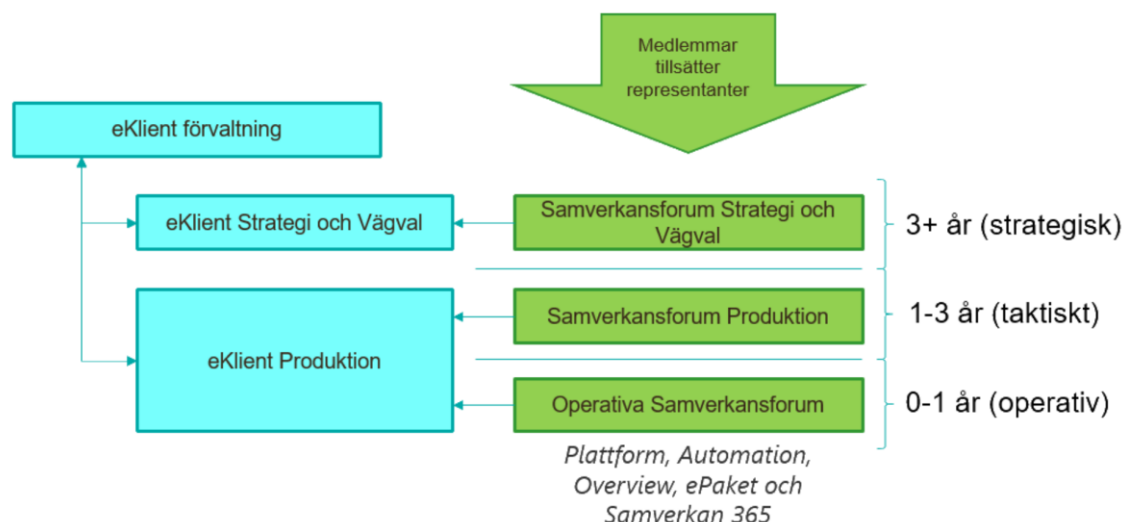 Medlemmar
tillsätter
representanter
eKlient förvaltning
eKlient Strategi och Vägval
Samverkansforum Strategi och
Vägval
3+ år (strategisk)
eKlient Produktion
Samverkansforum Produktion
1-3 år (taktiskt)
Operativa Samverkansforum
0-1 år (operativ)
Plattform, Automation,
Overview, ePaket och
Samverkan 365